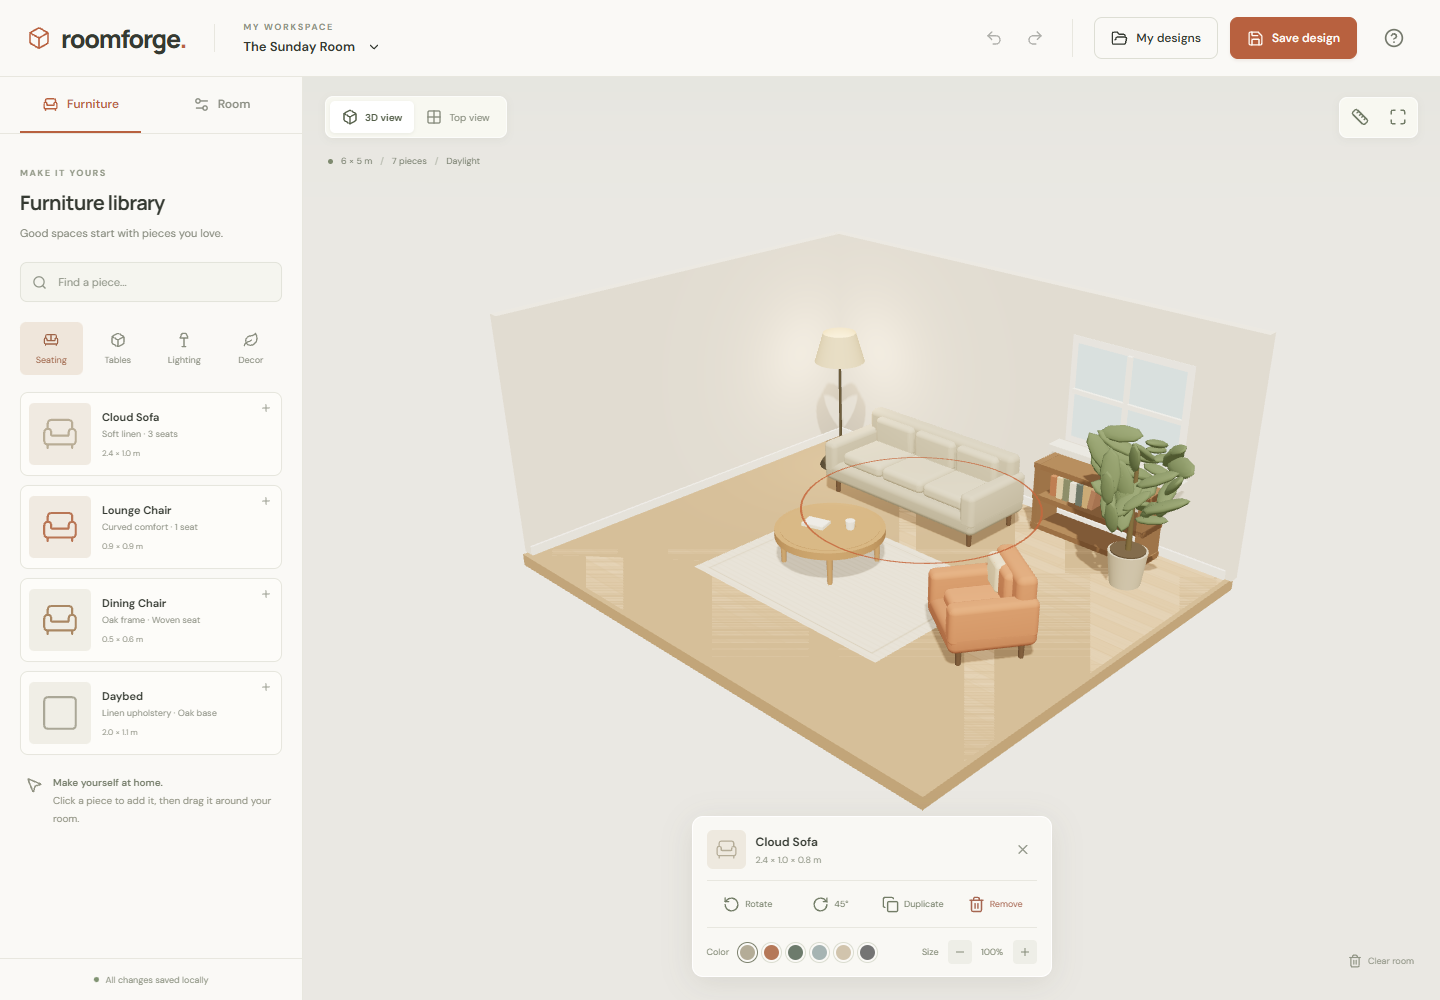 roomforge.
MY WORKSPACE
The Sunday Room
My designs
Save design
Furniture
Room
3D view
Top view
6 × 5 m / 7 pieces / Daylight
MAKE IT YOURS
Furniture library
Good spaces start with pieces you love.
Find a piece...
Seating
Tables
Lighting
Decor
Cloud Sofa
Soft linen · 3 seats
2.4 × 1.0 m
Lounge Chair
Curved comfort · 1 seat
0.9 × 0.9 m
Dining Chair
Oak frame · Woven seat
0.5 × 0.6 m
Daybed
Linen upholstery · Oak base
2.0 × 1.1 m
Make yourself at home.
Click a piece to add it, then drag it around your
room.
All changes saved locally
Cloud Sofa
2.4 × 1.0 × 0.8 m
Rotate
45°
Duplicate
Remove
Color
Size
100%
Clear room